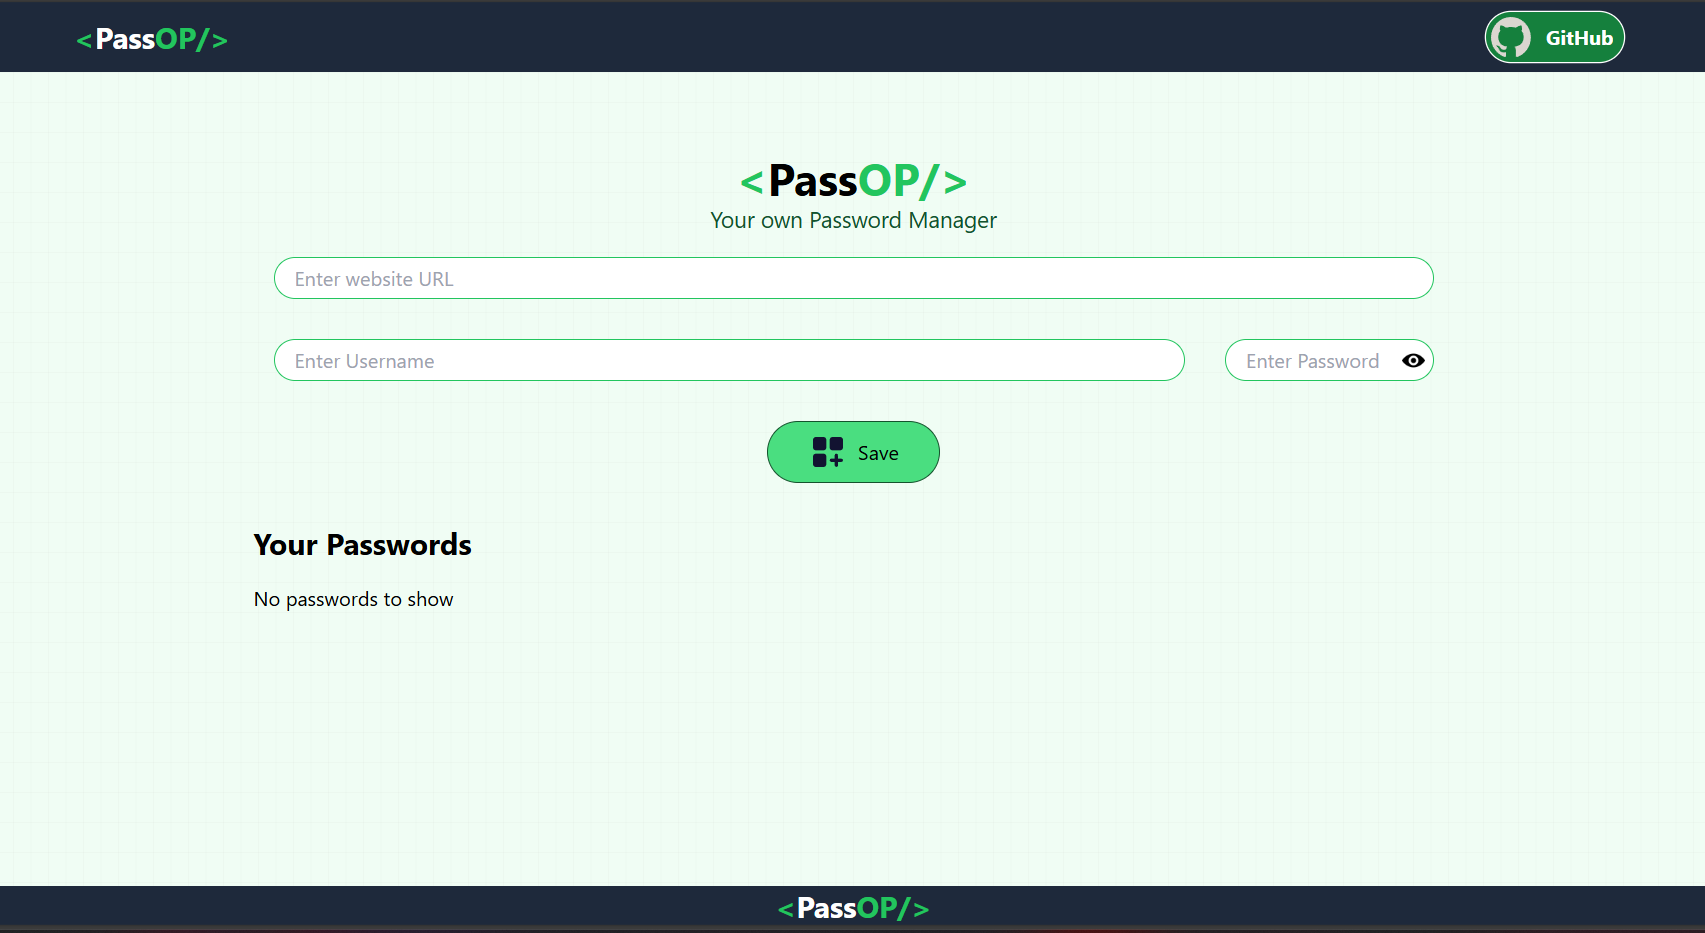 <PassOP/>
GitHub
<PassOP/>
Your own Password Manager
Enter website URL
Enter Username
Enter Password
Save
Your Passwords
No passwords to show
<PassOP/>